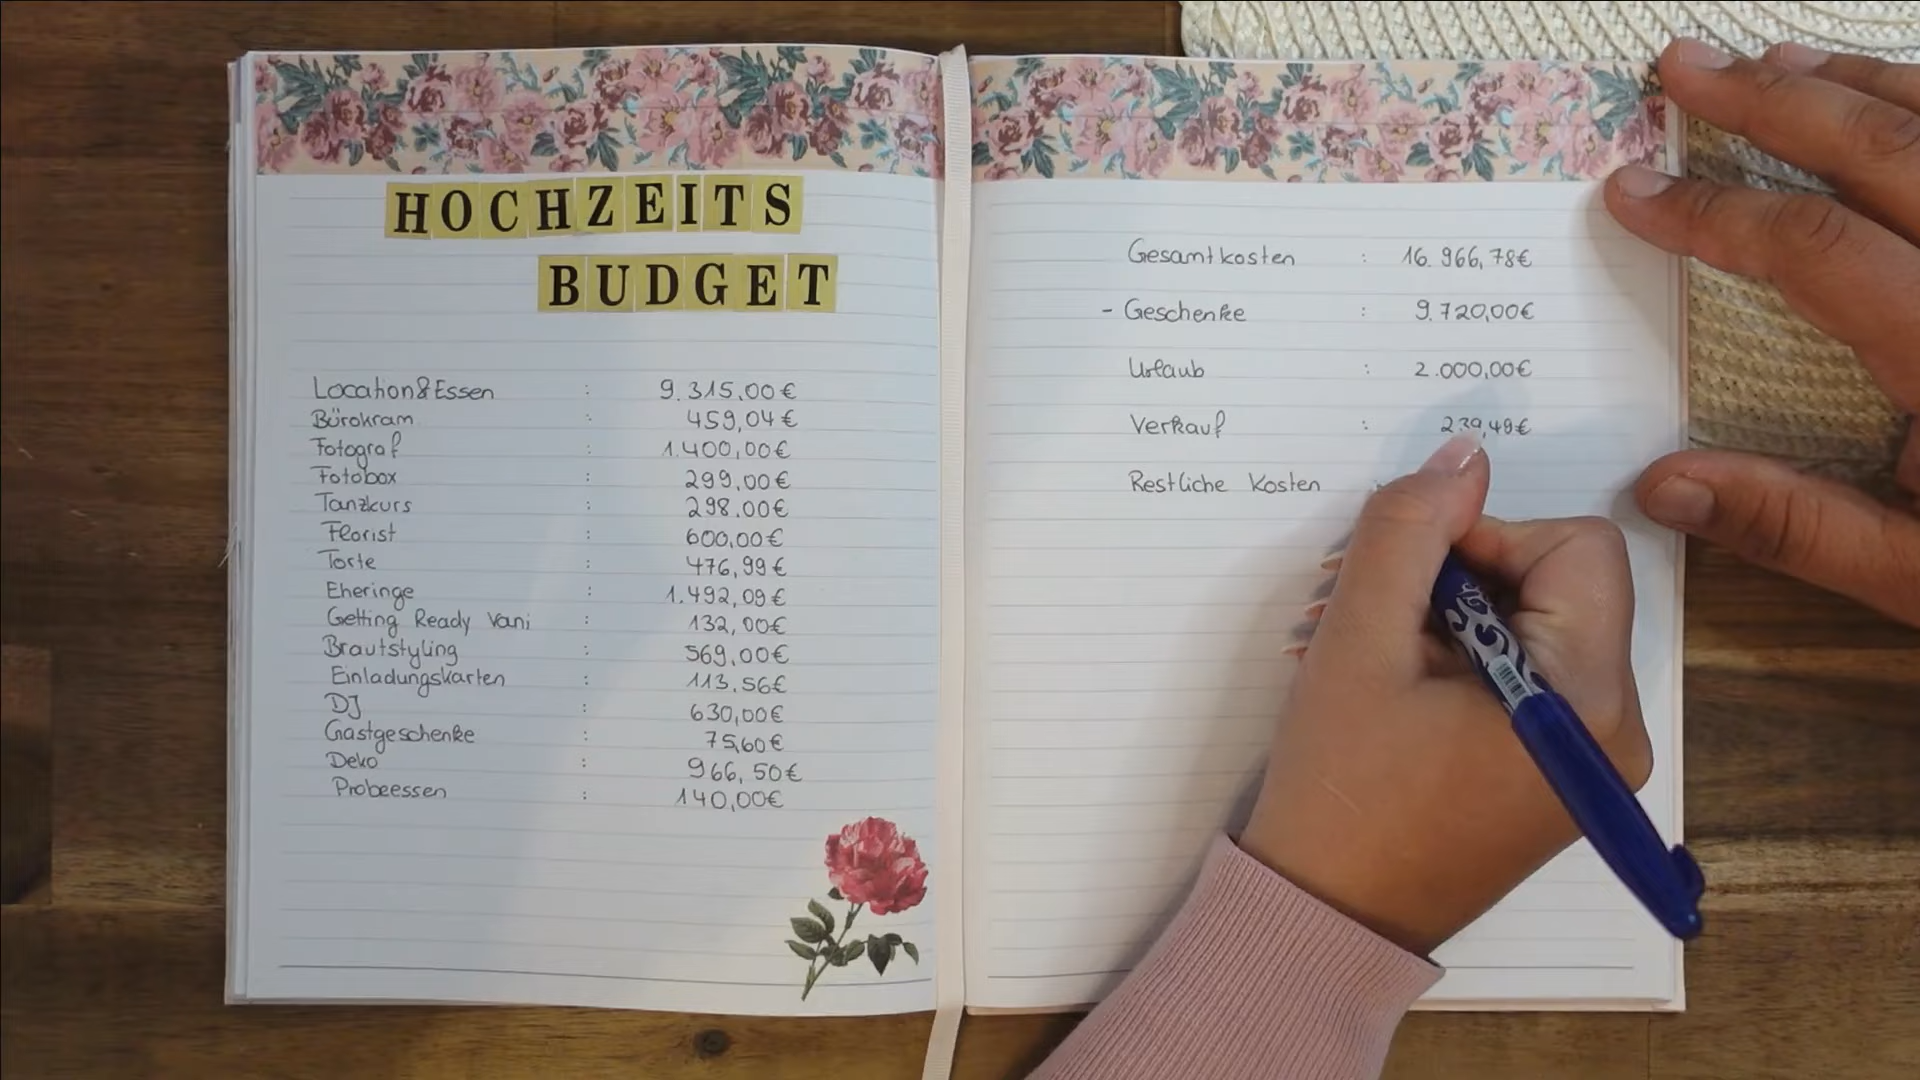 HOCHZEITS
BUDGET
Location&Essen : 9.315,00€
Bürokram : 459,04€
Fotograf : 1.400,00€
Fotobox : 299,00€
Tanzkurs : 298,00€
Florist : 600,00€
Torte : 476,99€
Eheringe : 1.492,09€
Getting Ready Vani : 132,00€
Brautstyling : 569,00€
Einladungskarten : 113,56€
DJ : 630,00€
Gastgeschenke : 75,60€
Deko : 966,50€
Probeessen : 140,00€
Gesamtkosten : 16.966,78€
- Geschenke : 9.720,00€
Urlaub : 2.000,00€
Verkauf : 239,49€
Restliche Kosten